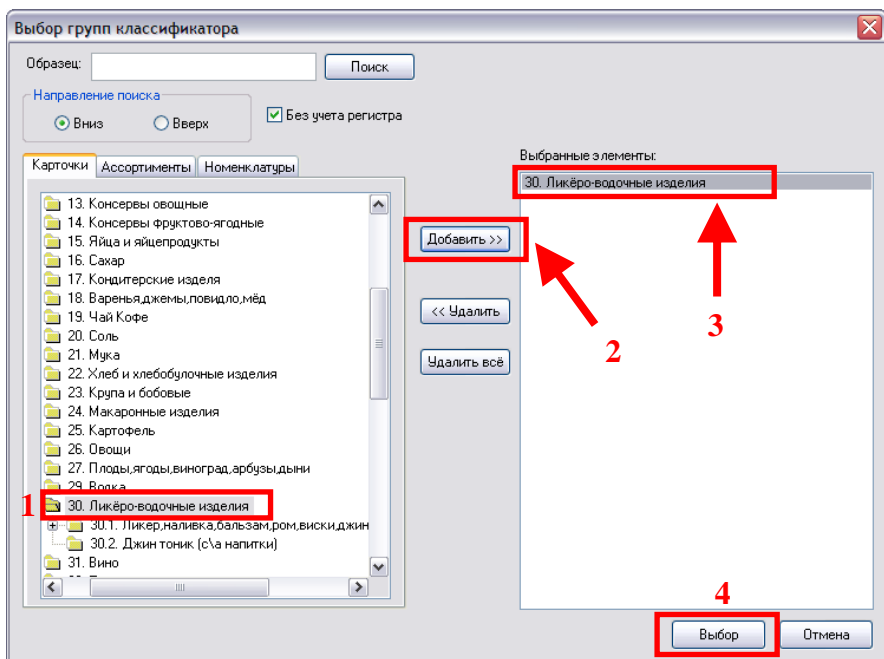 Выбор групп классификатора
Образец:
Поиск
Направление поиска
Вниз
Вверх
Без учета регистра
Карточки
Ассортименты
Номенклатуры
13. Консервы овощные
14. Консервы фруктово-ягодные
15. Яйца и яйцепродукты
16. Сахар
17. Кондитерские изделя
18. Варенья,джемы,повидло,мёд
19. Чай Кофе
20. Соль
21. Мука
22. Хлеб и хлебобулочные изделия
23. Крупа и бобовые
24. Макаронные изделия
25. Картофель
26. Овощи
27. Плоды,ягоды,виноград,арбузы,дыни
29. Водка
1
30. Ликёро-водочные изделия
30.1. Ликер,наливка,бальзам,ром,виски,джин
30.2. Джин тоник (с\а напитки)
31. Вино
Добавить >>
<< Удалить
Удалить всё
2
Выбранные элементы:
30. Ликёро-водочные изделия
3
4
Выбор
Отмена